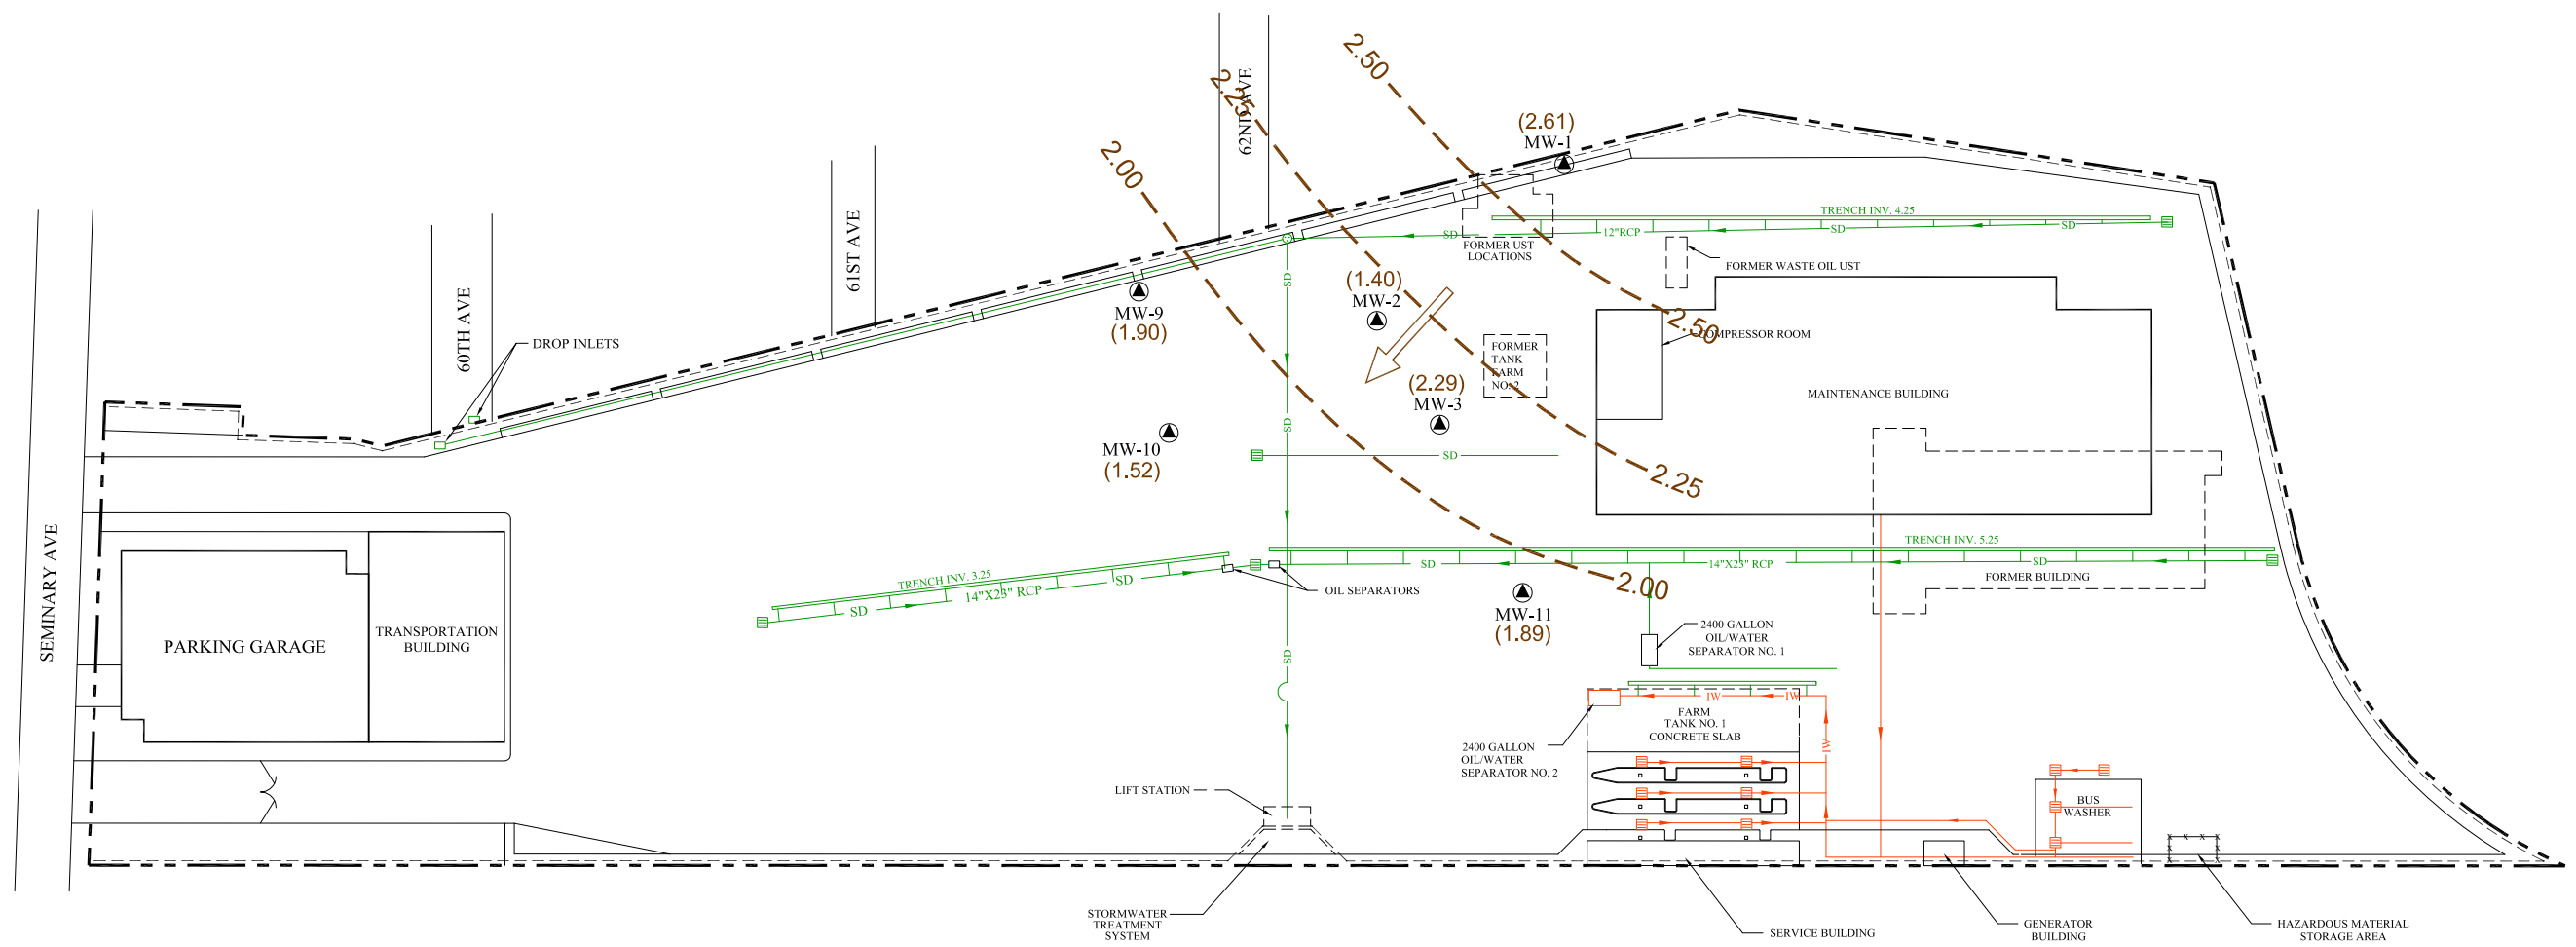 2.50
2.25
62ND AVE
2.00
(2.61)
MW-1
61ST AVE
60TH AVE
DROP INLETS
TRENCH INV. 4.25
SD
12"RCP
SD
SD
FORMER UST
LOCATIONS
FORMER WASTE OIL UST
SD
(1.40)
MW-2
MW-9
(1.90)
2.50
COMPRESSOR ROOM
FORMER
TANK
FARM
NO. 2
MAINTENANCE BUILDING
(2.29)
MW-3
SD
MW-10
(1.52)
SD
2.25
SEMINARY AVE
TRENCH INV. 5.25
SD
14"X23" RCP
SD
FORMER BUILDING
TRENCH INV. 3.25
SD
14"X23" RCP
SD
OIL SEPARATORS
2.00
MW-11
(1.89)
PARKING GARAGE
TRANSPORTATION
BUILDING
2400 GALLON
OIL/WATER
SEPARATOR NO. 1
SD
IW
IW
IW
FARM
TANK NO. 1
CONCRETE SLAB
2400 GALLON
OIL/WATER
SEPARATOR NO. 2
LIFT STATION
BUS
WASHER
STORMWATER
TREATMENT
SYSTEM
SERVICE BUILDING
GENERATOR
BUILDING
HAZARDOUS MATERIAL
STORAGE AREA